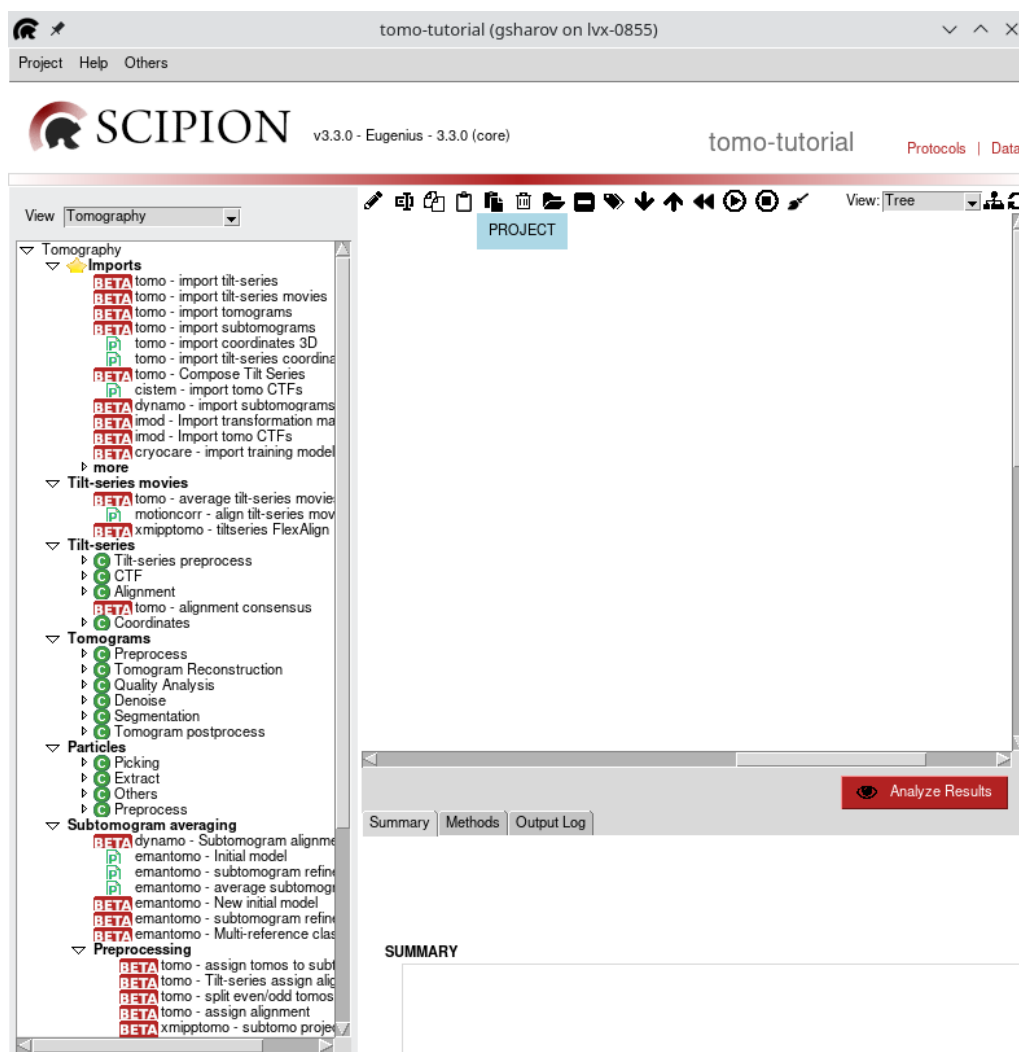 tomo-tutorial (gsharov on lvx-0855)
Project Help Others
SCIPION v3.3.0 - Eugenius - 3.3.0 (core) tomo-tutorial Protocols | Data
View Tomography
View: Tree
PROJECT
Tomography
Imports
BETA tomo - import tilt-series
BETA tomo - import tilt-series movies
BETA tomo - import tomograms
BETA tomo - import subtomograms
p tomo - import coordinates 3D
p tomo - import tilt-series coordina
BETA tomo - Compose Tilt Series
p cistem - import tomo CTFs
BETA dynamo - import subtomograms
BETA imod - Import transformation ma
BETA imod - Import tomo CTFs
BETA cryocare - import training model
more
Tilt-series movies
BETA tomo - average tilt-series movie
p motioncorr - align tilt-series mov
BETA xmipptomo - tiltseries FlexAlign
Tilt-series
C Tilt-series preprocess
C CTF
C Alignment
BETA tomo - alignment consensus
C Coordinates
Tomograms
C Preprocess
C Tomogram Reconstruction
C Quality Analysis
C Denoise
C Segmentation
C Tomogram postprocess
Particles
C Picking
C Extract
C Others
C Preprocess
Subtomogram averaging
BETA dynamo - Subtomogram alignme
p emantomo - Initial model
p emantomo - subtomogram refine
p emantomo - average subtomogr
BETA emantomo - New initial model
BETA emantomo - subtomogram refine
BETA emantomo - Multi-reference clas
Preprocessing
BETA tomo - assign tomos to subt
BETA tomo - Tilt-series assign alig
BETA tomo - split even/odd tomos
BETA tomo - assign alignment
BETA xmipptomo - subtomo projec
Analyze Results
Summary Methods Output Log
SUMMARY